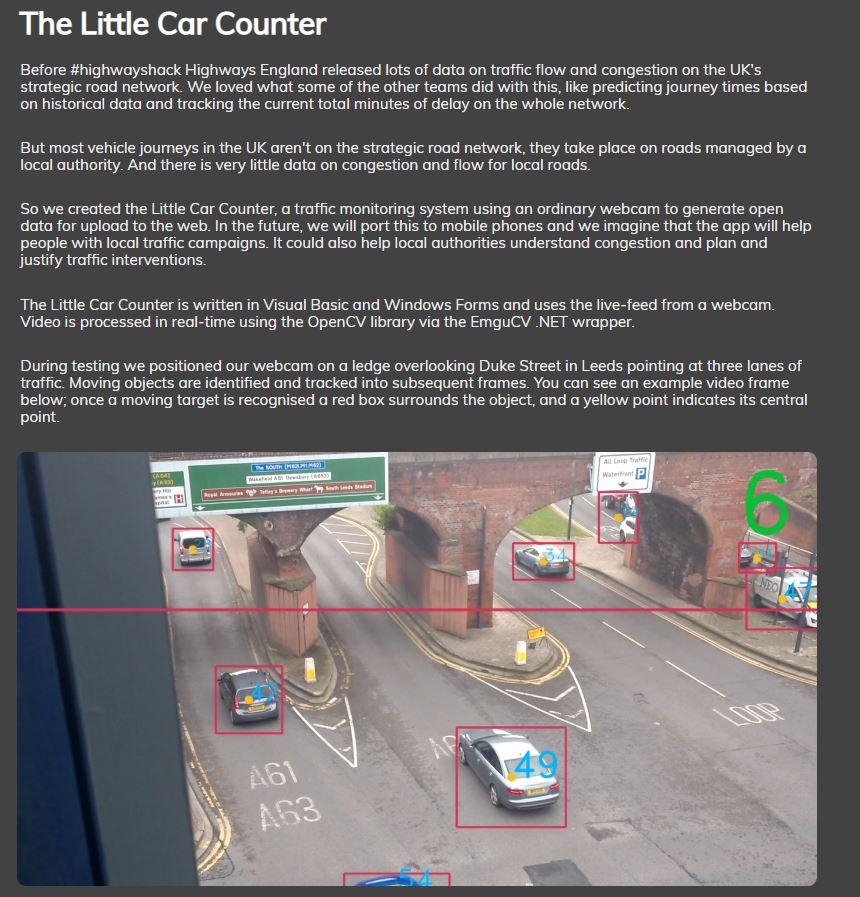 The Little Car Counter
Before #highwayshack Highways England released lots of data on traffic flow and congestion on the UK's
strategic road network. We loved what some of the other teams did with this, like predicting journey times based
on historical data and tracking the current total minutes of delay on the whole network.
But most vehicle journeys in the UK aren't on the strategic road network, they take place on roads managed by a
local authority. And there is very little data on congestion and flow for local roads.
So we created the Little Car Counter, a traffic monitoring system using an ordinary webcam to generate open
data for upload to the web. In the future, we will port this to mobile phones and we imagine that the app will help
people with local traffic campaigns. It could also help local authorities understand congestion and plan and
justify traffic interventions.
The Little Car Counter is written in Visual Basic and Windows Forms and uses the live-feed from a webcam.
Video is processed in real-time using the OpenCV library via the EmguCV .NET wrapper.
During testing we positioned our webcam on a ledge overlooking Duke Street in Leeds pointing at three lanes of
traffic. Moving objects are identified and tracked into subsequent frames. You can see an example video frame
below; once a moving target is recognised a red box surrounds the object, and a yellow point indicates its central
point.
The SOUTH (M621,M1,M62)
Wakefield A61 Dewsbury (A653)
Royal Armouries Tetley's Brewery Wharf South Leeds Stadium
(A64)
H
All Loop Traffic
Waterfront P
6
34
NEO
47
42
49
LOOP
A61
A63
54